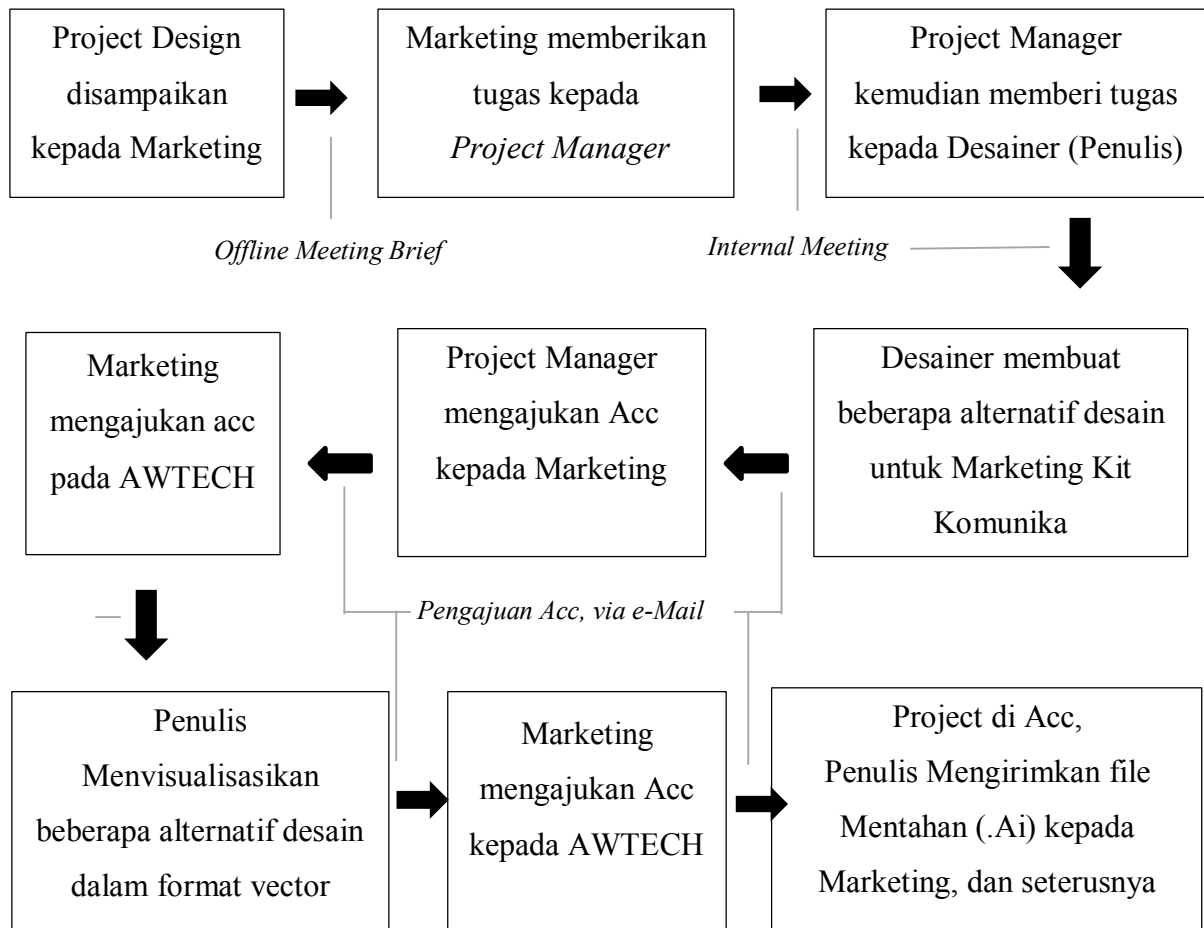 Project Design
disampaikan
kepada Marketing
Marketing memberikan
tugas kepada
Project Manager
Project Manager
kemudian memberi tugas
kepada Desainer (Penulis)
Offline Meeting Brief
Internal Meeting
Desainer membuat
beberapa alternatif desain
untuk Marketing Kit
Komunika
Project Manager
mengajukan Acc
kepada Marketing
Marketing
mengajukan acc
pada AWTECH
Pengajuan Acc, via e-Mail
Penulis
Menvisualisasikan
beberapa alternatif desain
dalam format vector
Marketing
mengajukan Acc
kepada AWTECH
Project di Acc,
Penulis Mengirimkan file
Mentahan (.Ai) kepada
Marketing, dan seterusnya